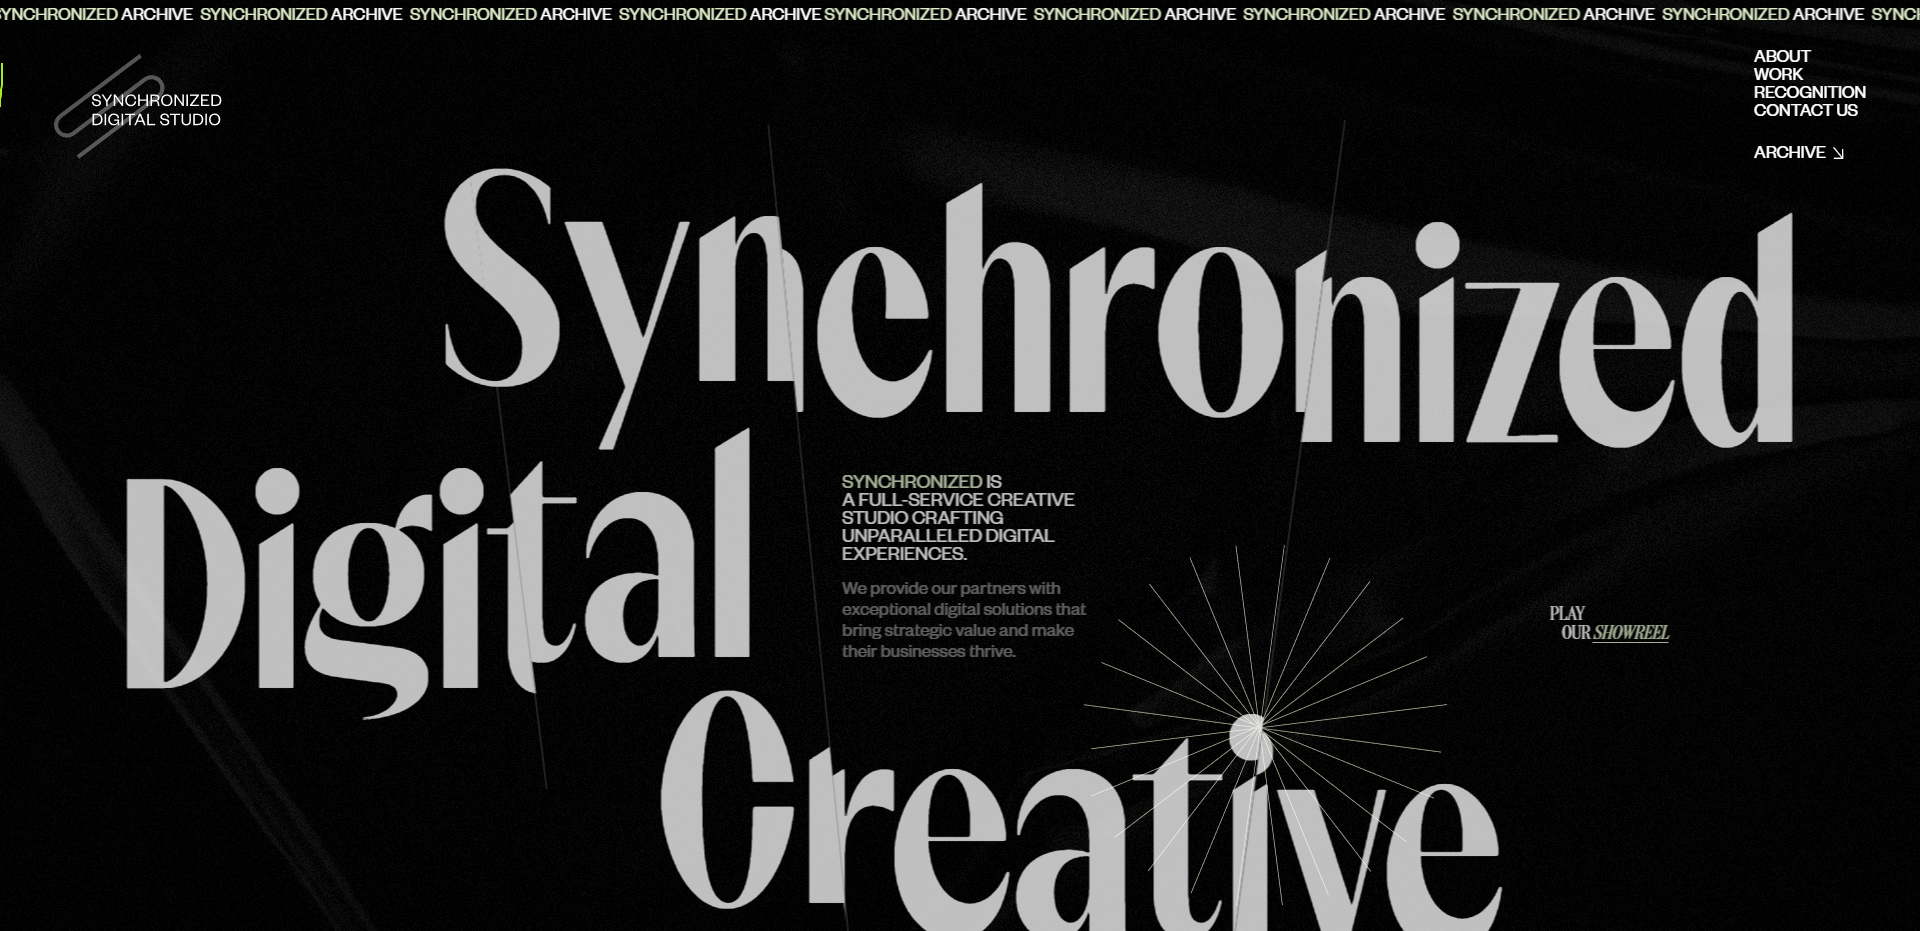 SYNCHRONIZED ARCHIVE SYNCHRONIZED ARCHIVE SYNCHRONIZED ARCHIVE SYNCHRONIZED ARCHIVE SYNCHRONIZED ARCHIVE SYNCHRONIZED ARCHIVE SYNCHRONIZED ARCHIVE SYNCHRONIZED ARCHIVE SYNCHRONIZED ARCHIVE
SYNCHRONIZED
DIGITAL STUDIO
ABOUT
WORK
RECOGNITION
CONTACT US
ARCHIVE
Synchronized
Digital
SYNCHRONIZED IS
A FULL-SERVICE CREATIVE
STUDIO CRAFTING
UNPARALLELED DIGITAL
EXPERIENCES.
We provide our partners with
exceptional digital solutions that
bring strategic value and make
their businesses thrive.
PLAY
OUR SHOWREEL
Creative